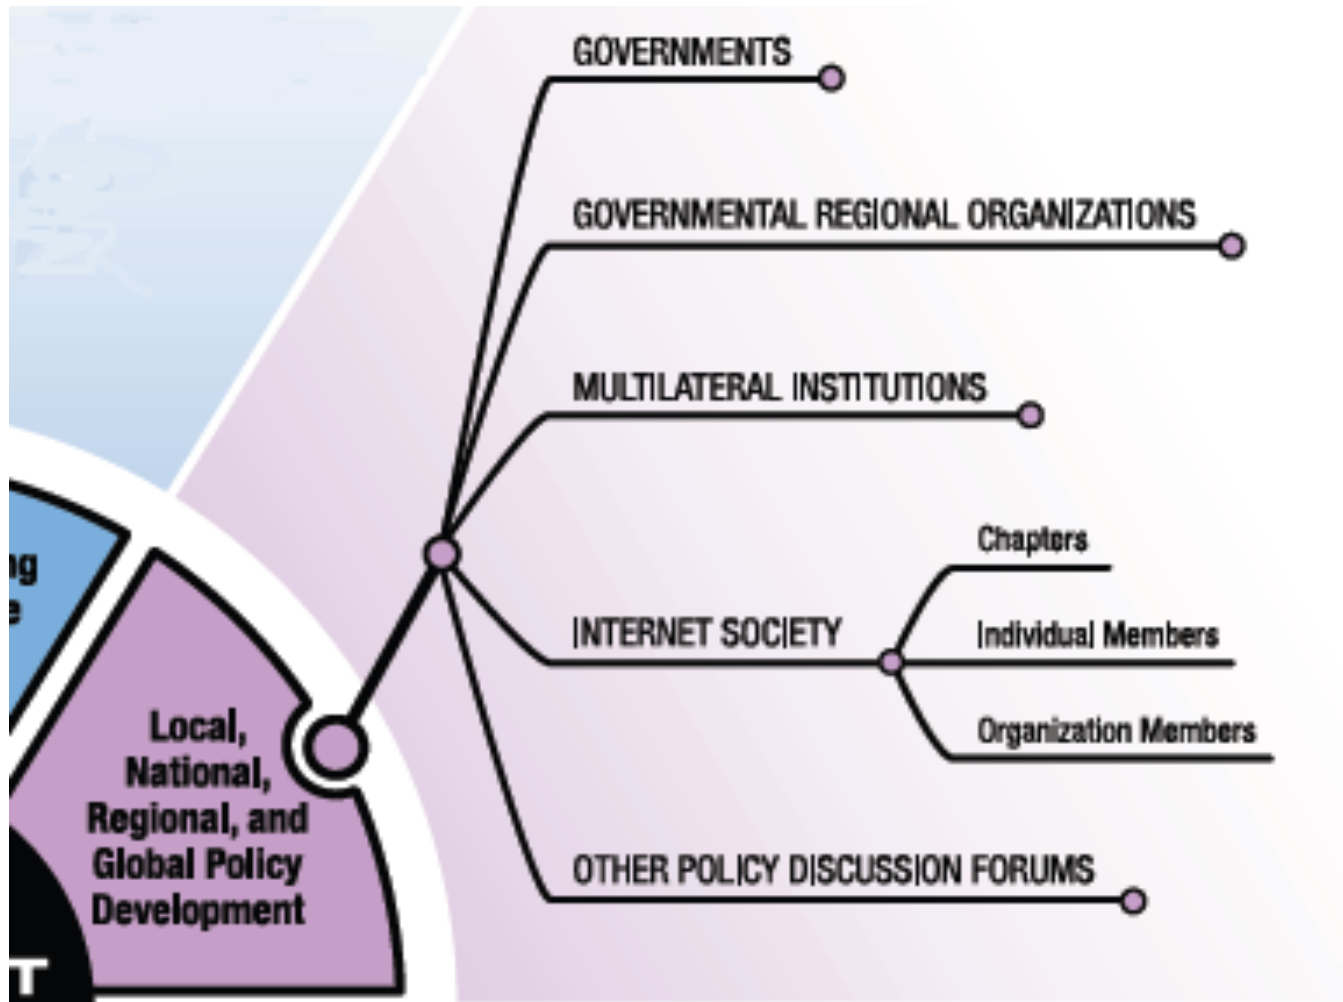 GOVERNMENTS
GOVERNMENTAL REGIONAL ORGANIZATIONS
MULTILATERAL INSTITUTIONS
Chapters
INTERNET SOCIETY
Individual Members
Organization Members
OTHER POLICY DISCUSSION FORUMS
Local,
National,
Regional, and
Global Policy
Development